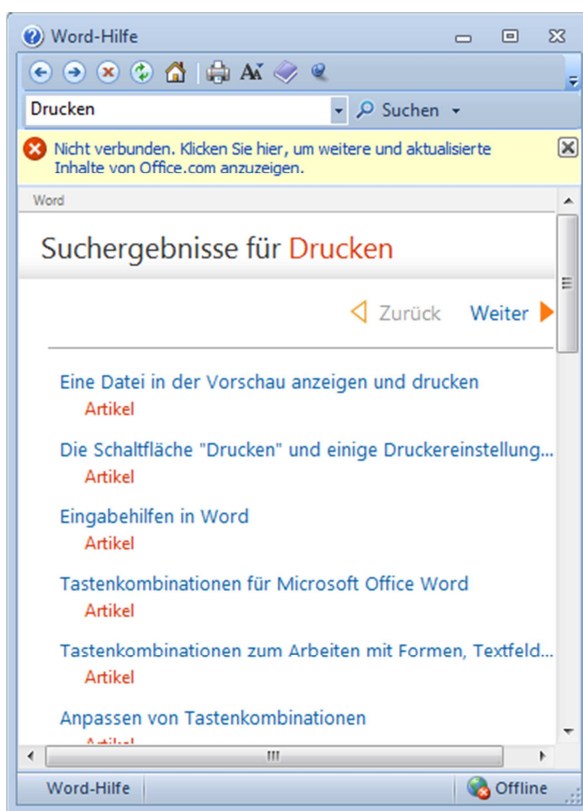 Word-Hilfe
Drucken
Suchen
Nicht verbunden. Klicken Sie hier, um weitere und aktualisierte
Inhalte von Office.com anzuzeigen.
Word
Suchergebnisse für Drucken
Zurück Weiter
Eine Datei in der Vorschau anzeigen und drucken
Artikel
Die Schaltfläche "Drucken" und einige Druckereinstellung...
Artikel
Eingabehilfen in Word
Artikel
Tastenkombinationen für Microsoft Office Word
Artikel
Tastenkombinationen zum Arbeiten mit Formen, Textfeld...
Artikel
Anpassen von Tastenkombinationen
Artikel
Word-Hilfe Offline